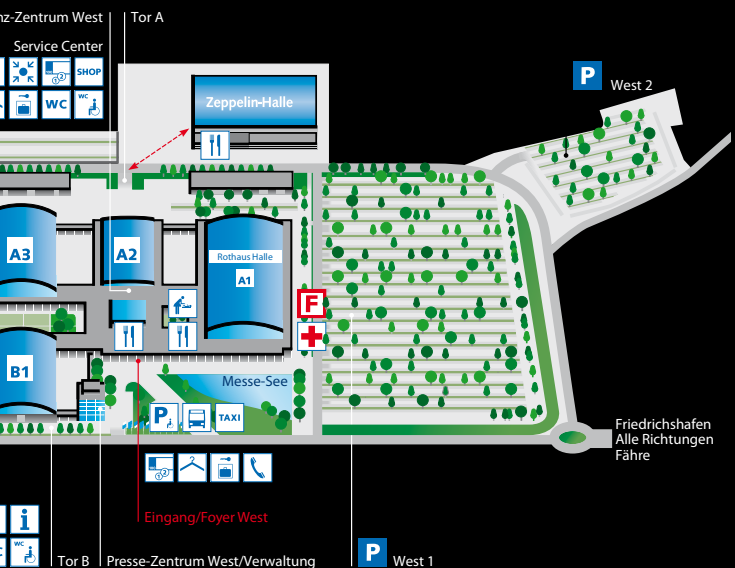 nz-Zentrum West
Tor A
Service Center
SHOP
WC
WC
P
West 2
Zeppelin-Halle
A3
A2
Rothaus Halle
A1
F
B1
Messe-See
P
TAXI
Friedrichshafen
Alle Richtungen
Fähre
Eingang/Foyer West
i
WC
Tor B
Presse-Zentrum West/Verwaltung
P
West 1